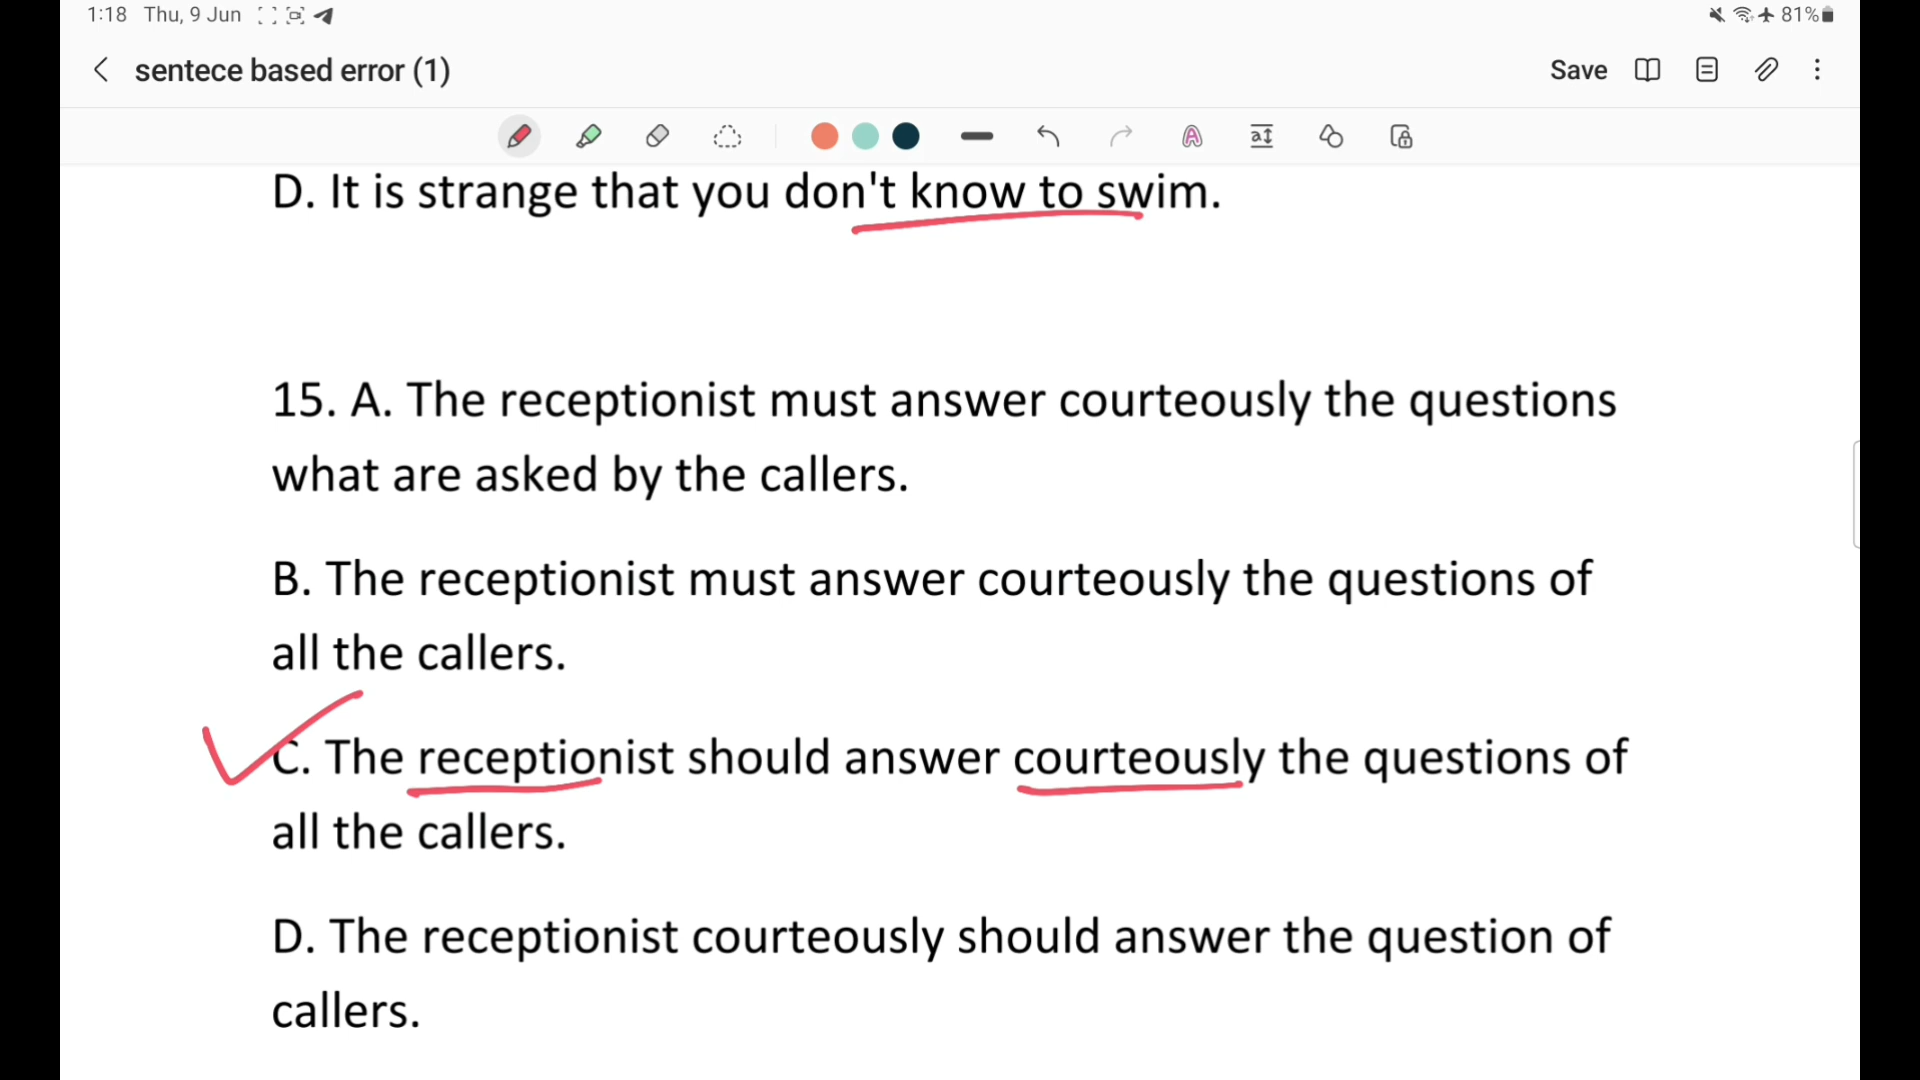 1:18 Thu, 9 Jun 81%
sentece based error (1) Save
D. It is strange that you don't know to swim.
15. A. The receptionist must answer courteously the questions
what are asked by the callers.
B. The receptionist must answer courteously the questions of
all the callers.
C. The receptionist should answer courteously the questions of
all the callers.
D. The receptionist courteously should answer the question of
callers.